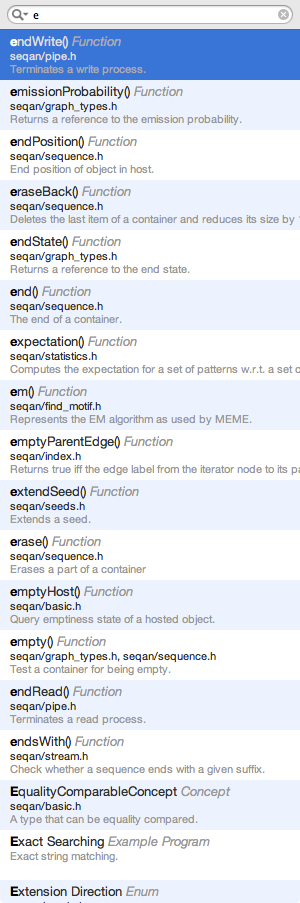 e
endWrite() Function
seqan/pipe.h
Terminates a write process.
emissionProbability() Function
seqan/graph_types.h
Returns a reference to the emission probability.
endPosition() Function
seqan/sequence.h
End position of object in host.
eraseBack() Function
seqan/sequence.h
Deletes the last item of a container and reduces its size by
endState() Function
seqan/graph_types.h
Returns a reference to the end state.
end() Function
seqan/sequence.h
The end of a container.
expectation() Function
seqan/statistics.h
Computes the expectation for a set of patterns w.r.t. a set
em() Function
seqan/find_motif.h
Represents the EM algorithm as used by MEME.
emptyParentEdge() Function
seqan/index.h
Returns true iff the edge label from the iterator node to its
extendSeed() Function
seqan/seeds.h
Extends a seed.
erase() Function
seqan/sequence.h
Erases a part of a container
emptyHost() Function
seqan/basic.h
Query emptiness state of a hosted object.
empty() Function
seqan/graph_types.h, seqan/sequence.h
Test a container for being empty.
endRead() Function
seqan/pipe.h
Terminates a read process.
endsWith() Function
seqan/stream.h
Check whether a sequence ends with a given suffix.
EqualityComparableConcept Concept
seqan/basic.h
A type that can be equality compared.
Exact Searching Example Program
Exact string matching.
Extension Direction Enum